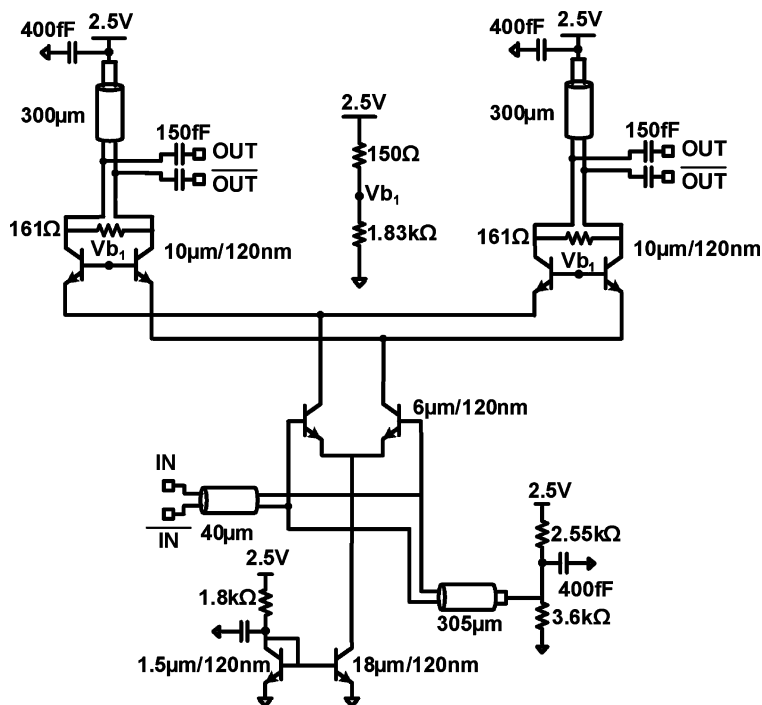 400fF
2.5V
300µm
150fF
OUT
OUT
161Ω
Vb1
10µm/120nm
2.5V
150Ω
Vb1
1.83kΩ
400fF
2.5V
300µm
150fF
OUT
OUT
161Ω
Vb1
10µm/120nm
6µm/120nm
IN
IN
40µm
2.5V
1.8kΩ
1.5µm/120nm
18µm/120nm
2.5V
2.55kΩ
400fF
3.6kΩ
305µm